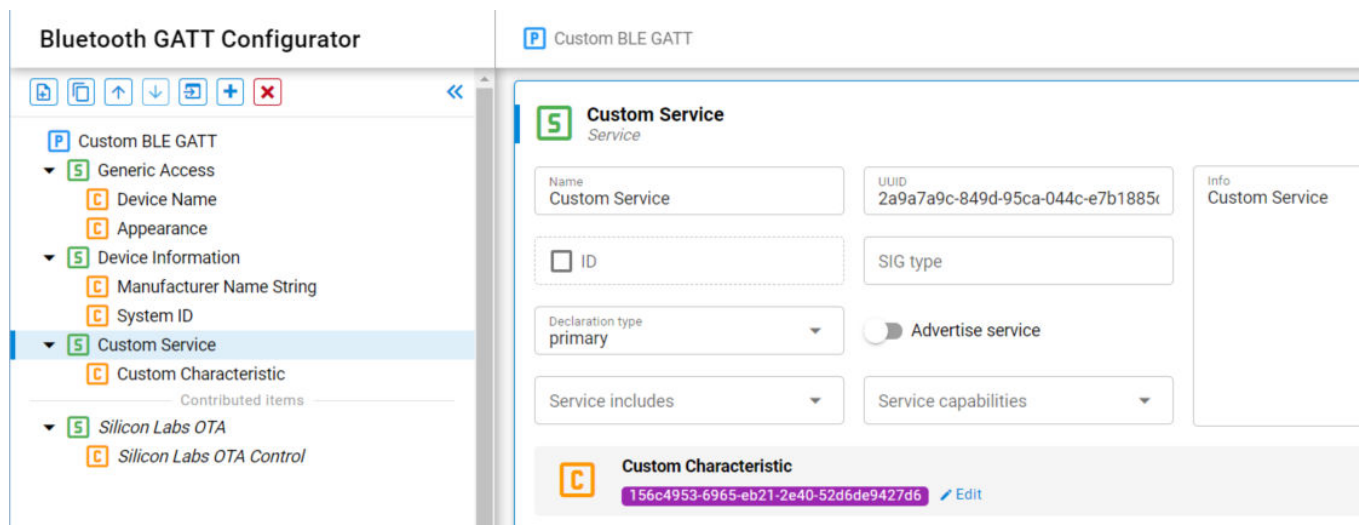 Bluetooth GATT Configurator
P Custom BLE GATT
P Custom BLE GATT
S Generic Access
C Device Name
C Appearance
S Device Information
C Manufacturer Name String
C System ID
S Custom Service
C Custom Characteristic
Contributed items
S Silicon Labs OTA
C Silicon Labs OTA Control
S Custom Service
Service
Name
Custom Service
UUID
2a9a7a9c-849d-95ca-044c-e7b1885
Info
Custom Service
ID
SIG type
Declaration type
primary
Advertise service
Service includes
Service capabilities
C Custom Characteristic
156c4953-6965-eb21-2e40-52d6de9427d6 Edit